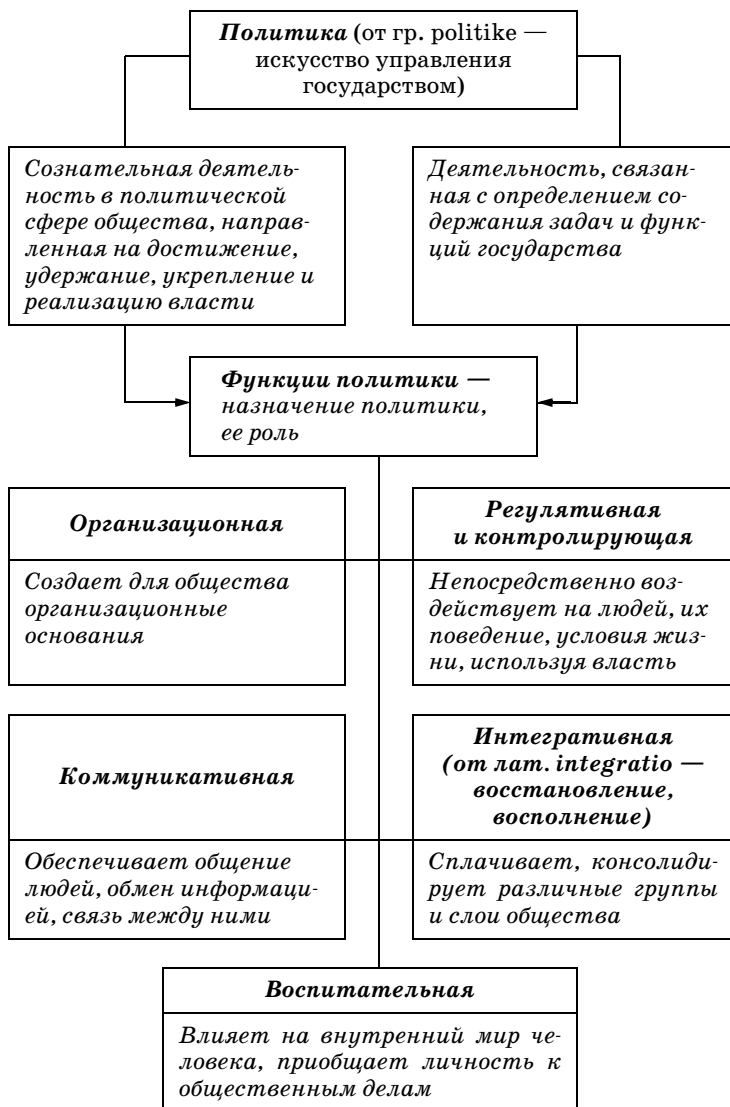 Политика (от гр. politike —
искусство управления
государством)
Сознательная деятель-
ность в политической
сфере общества, направ-
ленная на достижение,
удержание, укрепление и
реализацию власти
Деятельность, связан-
ная с определением со-
держания задач и функ-
ций государства
Функции политики —
назначение политики,
ее роль
Организационная
Создает для общества
организационные
основания
Регулятивная
и контролирующая
Непосредственно воз-
действует на людей, их
поведение, условия жиз-
ни, используя власть
Коммуникативная
Обеспечивает общение
людей, обмен информаци-
ей, связь между ними
Интегративная
(от лат. integratio —
восстановление,
восполнение)
Сплачивает, консолиди-
рует различные группы
и слои общества
Воспитательная
Влияет на внутренний мир че-
ловека, приобщает личность к
общественным делам